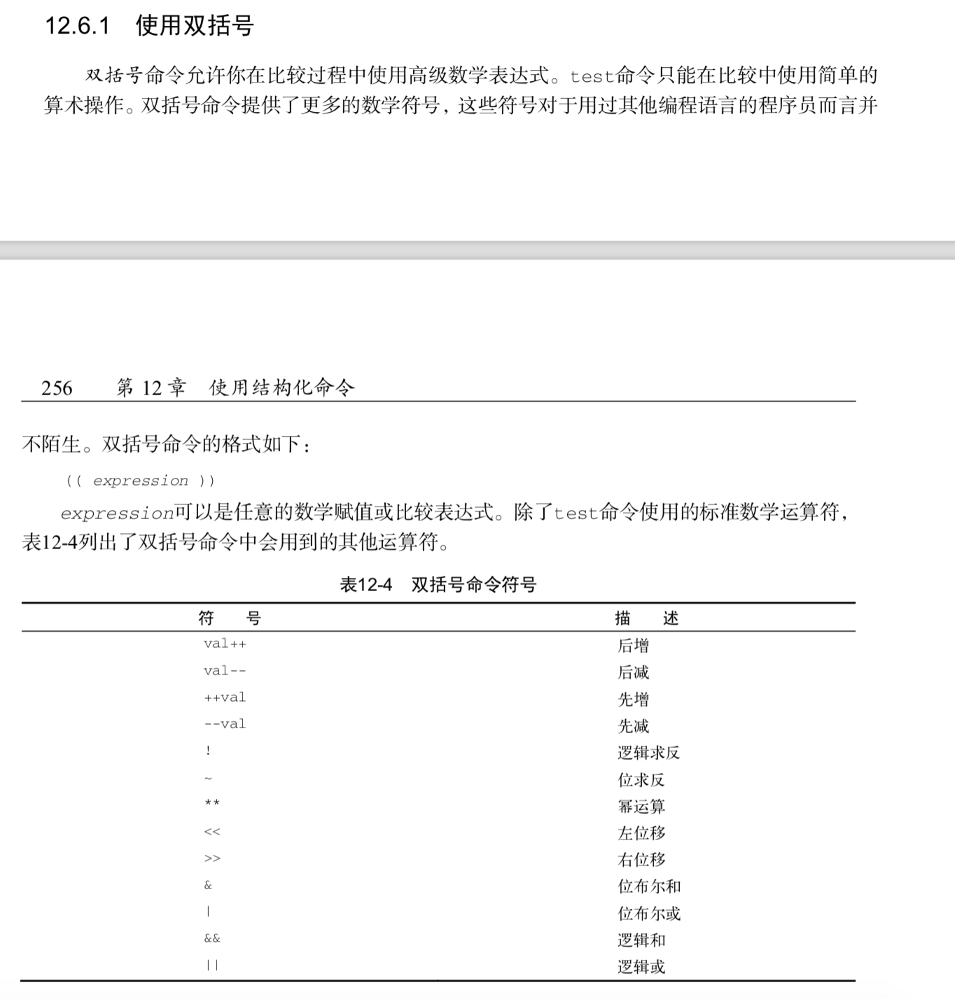 12.6.1 使用双括号
双括号命令允许你在比较过程中使用高级数学表达式。test命令只能在比较中使用简单的
算术操作。双括号命令提供了更多的数学符号，这些符号对于用过其他编程语言的程序员而言并
256 第 12 章 使用结构化命令
不陌生。双括号命令的格式如下：
(( expression ))
expression可以是任意的数学赋值或比较表达式。除了test命令使用的标准数学运算符，
表12-4列出了双括号命令中会用到的其他运算符。
表12-4 双括号命令符号
符 号 描 述
val++ 后增
val-- 后减
++val 先增
--val 先减
! 逻辑求反
~ 位求反
** 幂运算
<< 左位移
>> 右位移
& 位布尔和
| 位布尔或
&& 逻辑和
|| 逻辑或